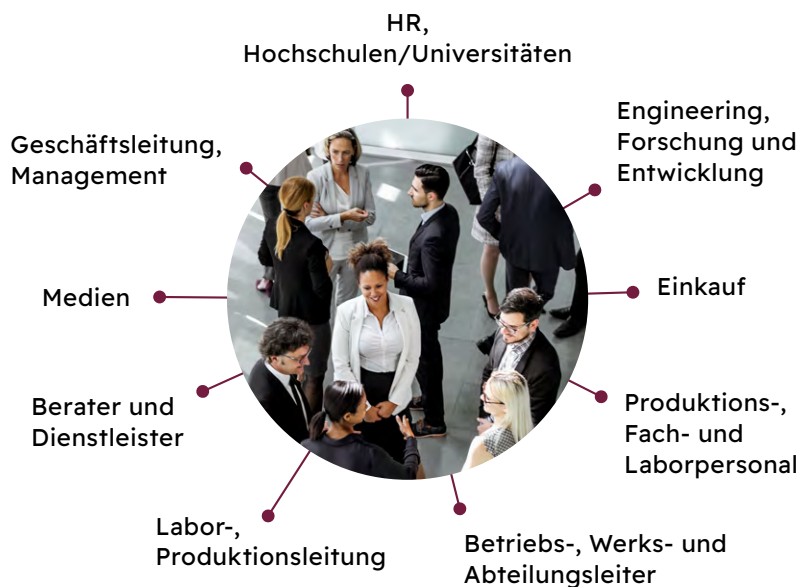 HR,
Hochschulen/Universitäten
Engineering,
Forschung und
Entwicklung
Einkauf
Produktions-,
Fach- und
Laborpersonal
Betriebs-, Werks- und
Abteilungsleiter
Labor-,
Produktionsleitung
Berater und
Dienstleister
Medien
Geschäftsleitung,
Management